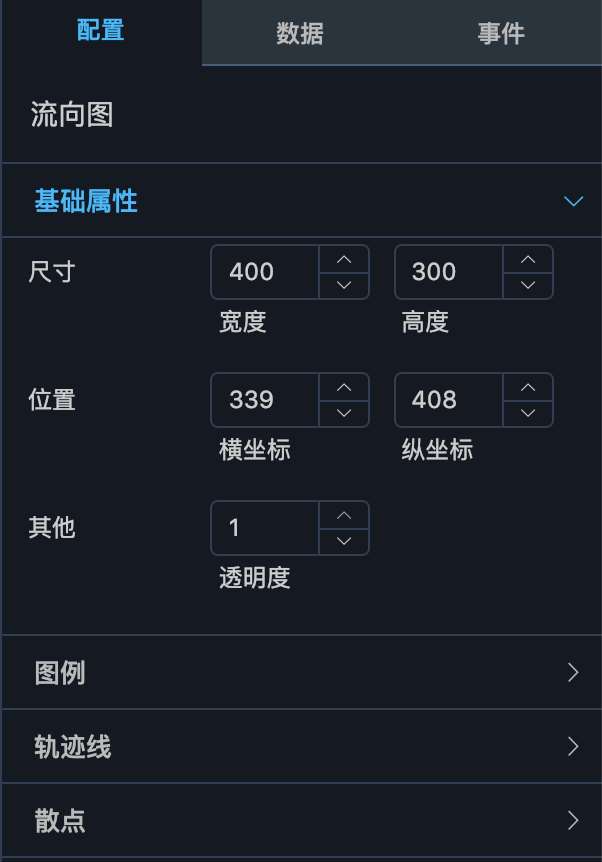 配置 数据 事件
流向图
基础属性
尺寸 400 300
宽度 高度
位置 339 408
横坐标 纵坐标
其他 1
透明度
图例
轨迹线
散点